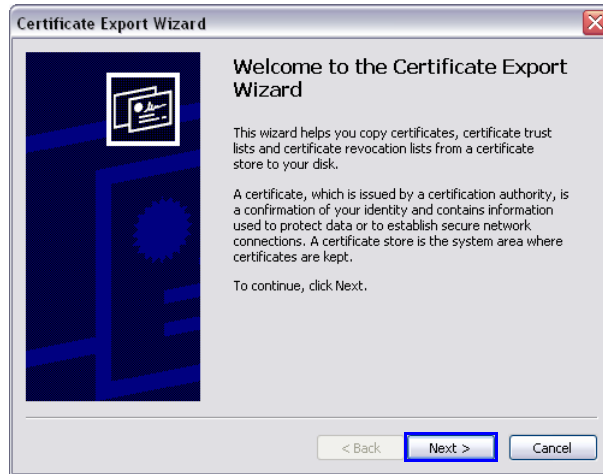 Certificate Export Wizard
Welcome to the Certificate Export
Wizard
This wizard helps you copy certificates, certificate trust
lists and certificate revocation lists from a certificate
store to your disk.
A certificate, which is issued by a certification authority, is
a confirmation of your identity and contains information
used to protect data or to establish secure network
connections. A certificate store is the system area where
certificates are kept.
To continue, click Next.
< Back Next > Cancel